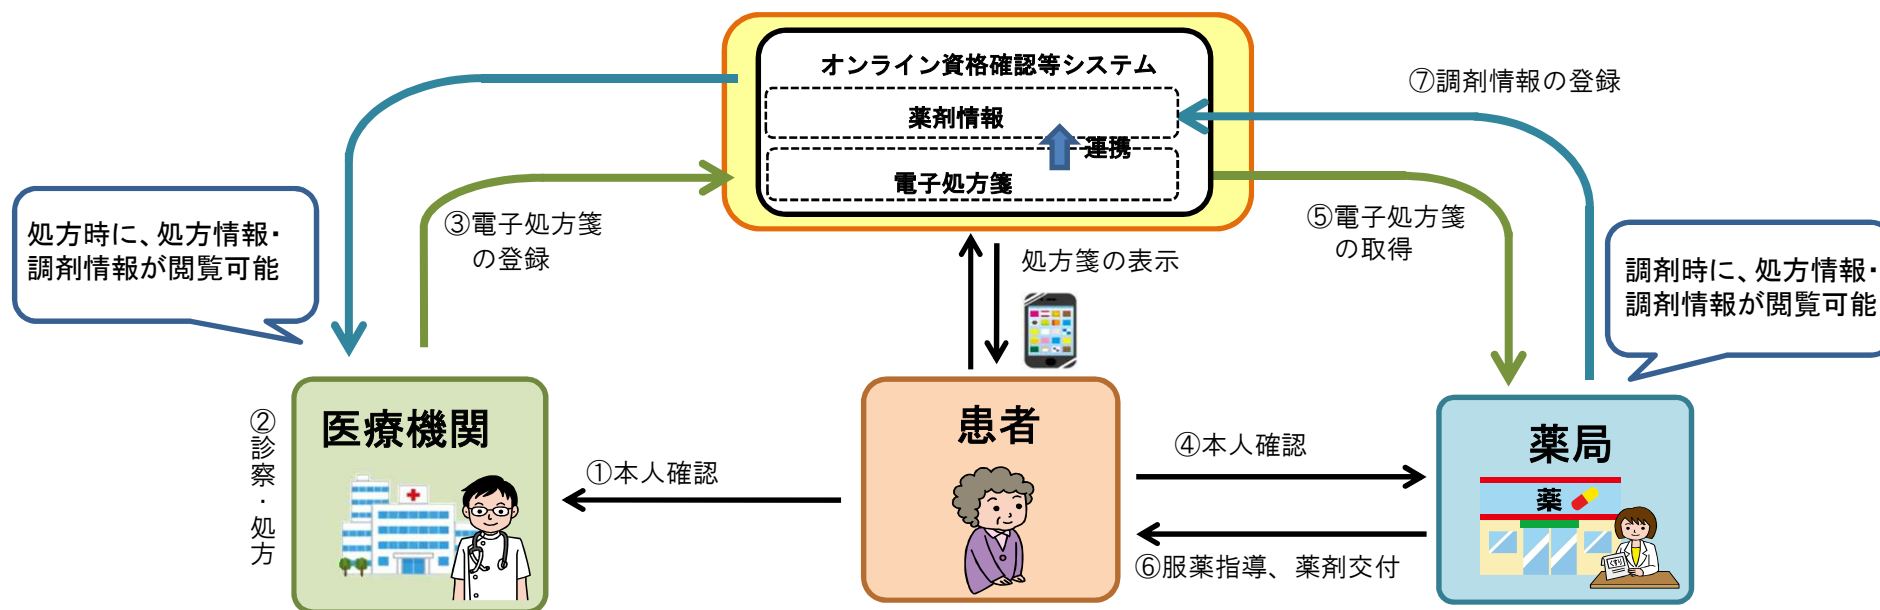 オンライン資格確認等システム
薬剤情報
連携
電子処方箋
⑦調剤情報の登録
処方時に、処方情報・
調剤情報が閲覧可能
③電子処方箋
の登録
処方箋の表示
⑤電子処方箋
の取得
調剤時に、処方情報・
調剤情報が閲覧可能
②診察・処方
医療機関
①本人確認
患者
④本人確認
⑥服薬指導、薬剤交付
薬局
薬